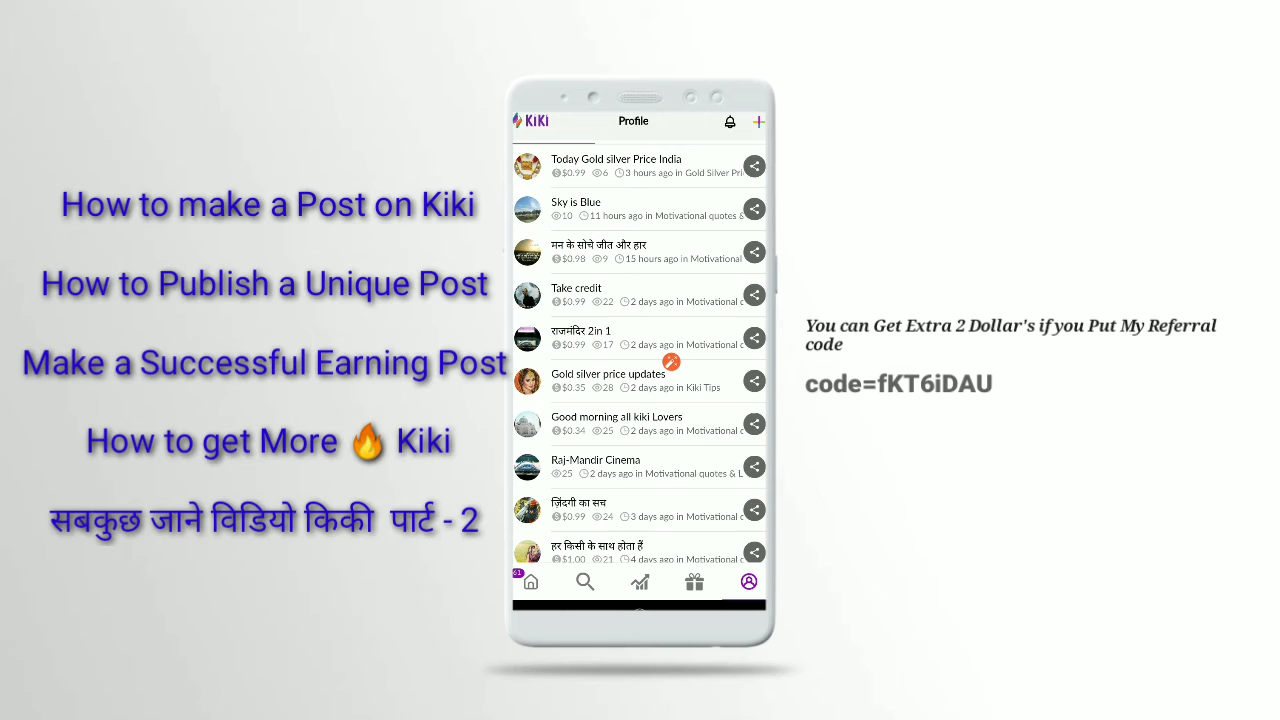 How to make a Post on Kiki
How to Publish a Unique Post
Make a Successful Earning Post
How to get More 🔥 Kiki
सबकुछ जाने विडियो किकी पार्ट - 2
KiKi
Profile
Today Gold silver Price India
$0.99 6 3 hours ago in Gold Silver Pri
Sky is Blue
10 11 hours ago in Motivational quotes &
मन के सोचे जीत और हार
$0.98 9 15 hours ago in Motivational
Take credit
$0.99 22 2 days ago in Motivational c
राजमंदिर 2in 1
$0.99 17 2 days ago in Motivational c
Gold silver price updates
$0.35 28 2 days ago in Kiki Tips
Good morning all kiki Lovers
$0.34 25 2 days ago in Motivational c
Raj-Mandir Cinema
25 2 days ago in Motivational quotes & L
ज़िंदगी का सच
$0.99 24 3 days ago in Motivational c
हर किसी के साथ होता हैं
$1.00 21 4 days ago in Motivational c
61
You can Get Extra 2 Dollar's if you Put My Referral
code
code=fKT6iDAU